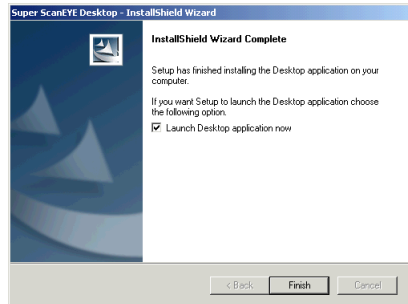 Super ScanEYE Desktop - InstallShield Wizard
InstallShield Wizard Complete
Setup has finished installing the Desktop application on your
computer.
If you want Setup to launch the Desktop application choose
the following option.
Launch Desktop application now
< Back
Finish
Cancel